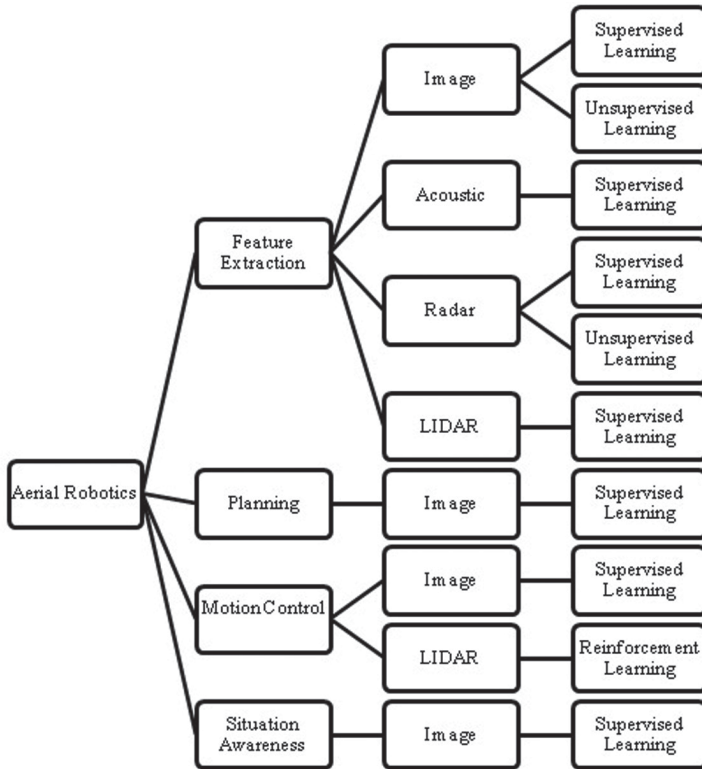 Aerial Robotics
Feature
Extraction
Image
Supervised
Learning
Unsupervised
Learning
Acoustic
Supervised
Learning
Radar
Supervised
Learning
Unsupervised
Learning
LIDAR
Supervised
Learning
Planning
Image
Supervised
Learning
Motion Control
Image
Supervised
Learning
LIDAR
Reinforcement
Learning
Situation
Awareness
Image
Supervised
Learning